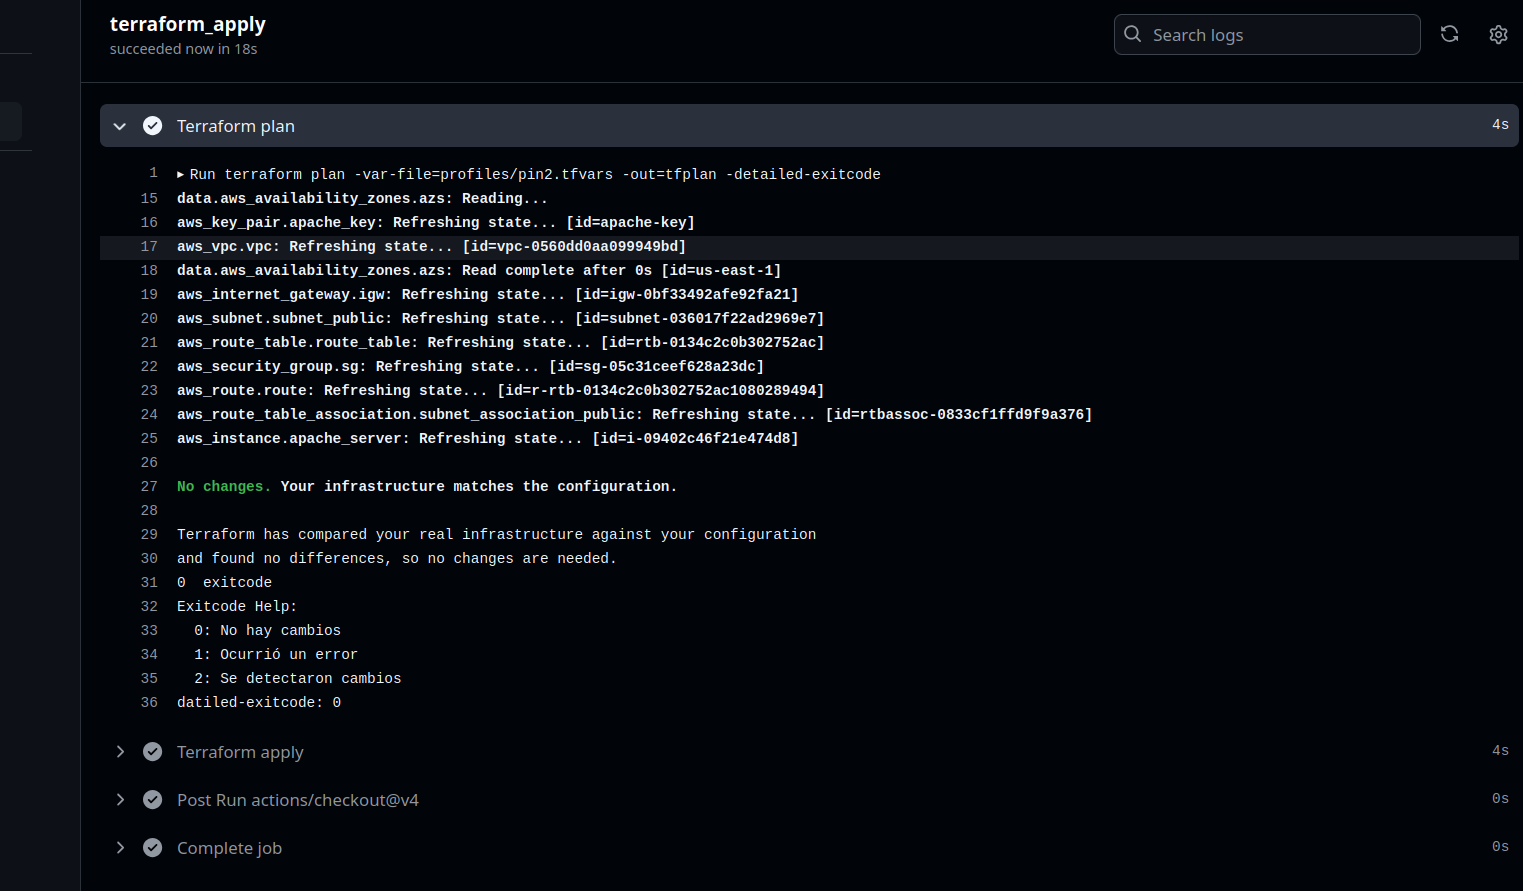 terraform_apply
succeeded now in 18s
Search logs
Terraform plan
4s
1 Run terraform plan -var-file=profiles/pin2.tfvars -out=tfplan -detailed-exitcode
15 data.aws_availability_zones.azs: Reading...
16 aws_key_pair.apache_key: Refreshing state... [id=apache-key]
17 aws_vpc.vpc: Refreshing state... [id=vpc-0560dd0aa099949bd]
18 data.aws_availability_zones.azs: Read complete after 0s [id=us-east-1]
19 aws_internet_gateway.igw: Refreshing state... [id=igw-0bf33492afe92fa21]
20 aws_subnet.subnet_public: Refreshing state... [id=subnet-036017f22ad2969e7]
21 aws_route_table.route_table: Refreshing state... [id=rtb-0134c2c0b302752ac]
22 aws_security_group.sg: Refreshing state... [id=sg-05c31ceef628a23dc]
23 aws_route.route: Refreshing state... [id=r-rtb-0134c2c0b302752ac1080289494]
24 aws_route_table_association.subnet_association_public: Refreshing state... [id=rtbassoc-0833cf1ffd9f9a376]
25 aws_instance.apache_server: Refreshing state... [id=i-09402c46f21e474d8]
26
27 No changes. Your infrastructure matches the configuration.
28
29 Terraform has compared your real infrastructure against your configuration
30 and found no differences, so no changes are needed.
31 0  exitcode
32 Exitcode Help:
33 0: No hay cambios
34 1: Ocurrió un error
35 2: Se detectaron cambios
36 datiled-exitcode: 0
Terraform apply
4s
Post Run actions/checkout@v4
0s
Complete job
0s